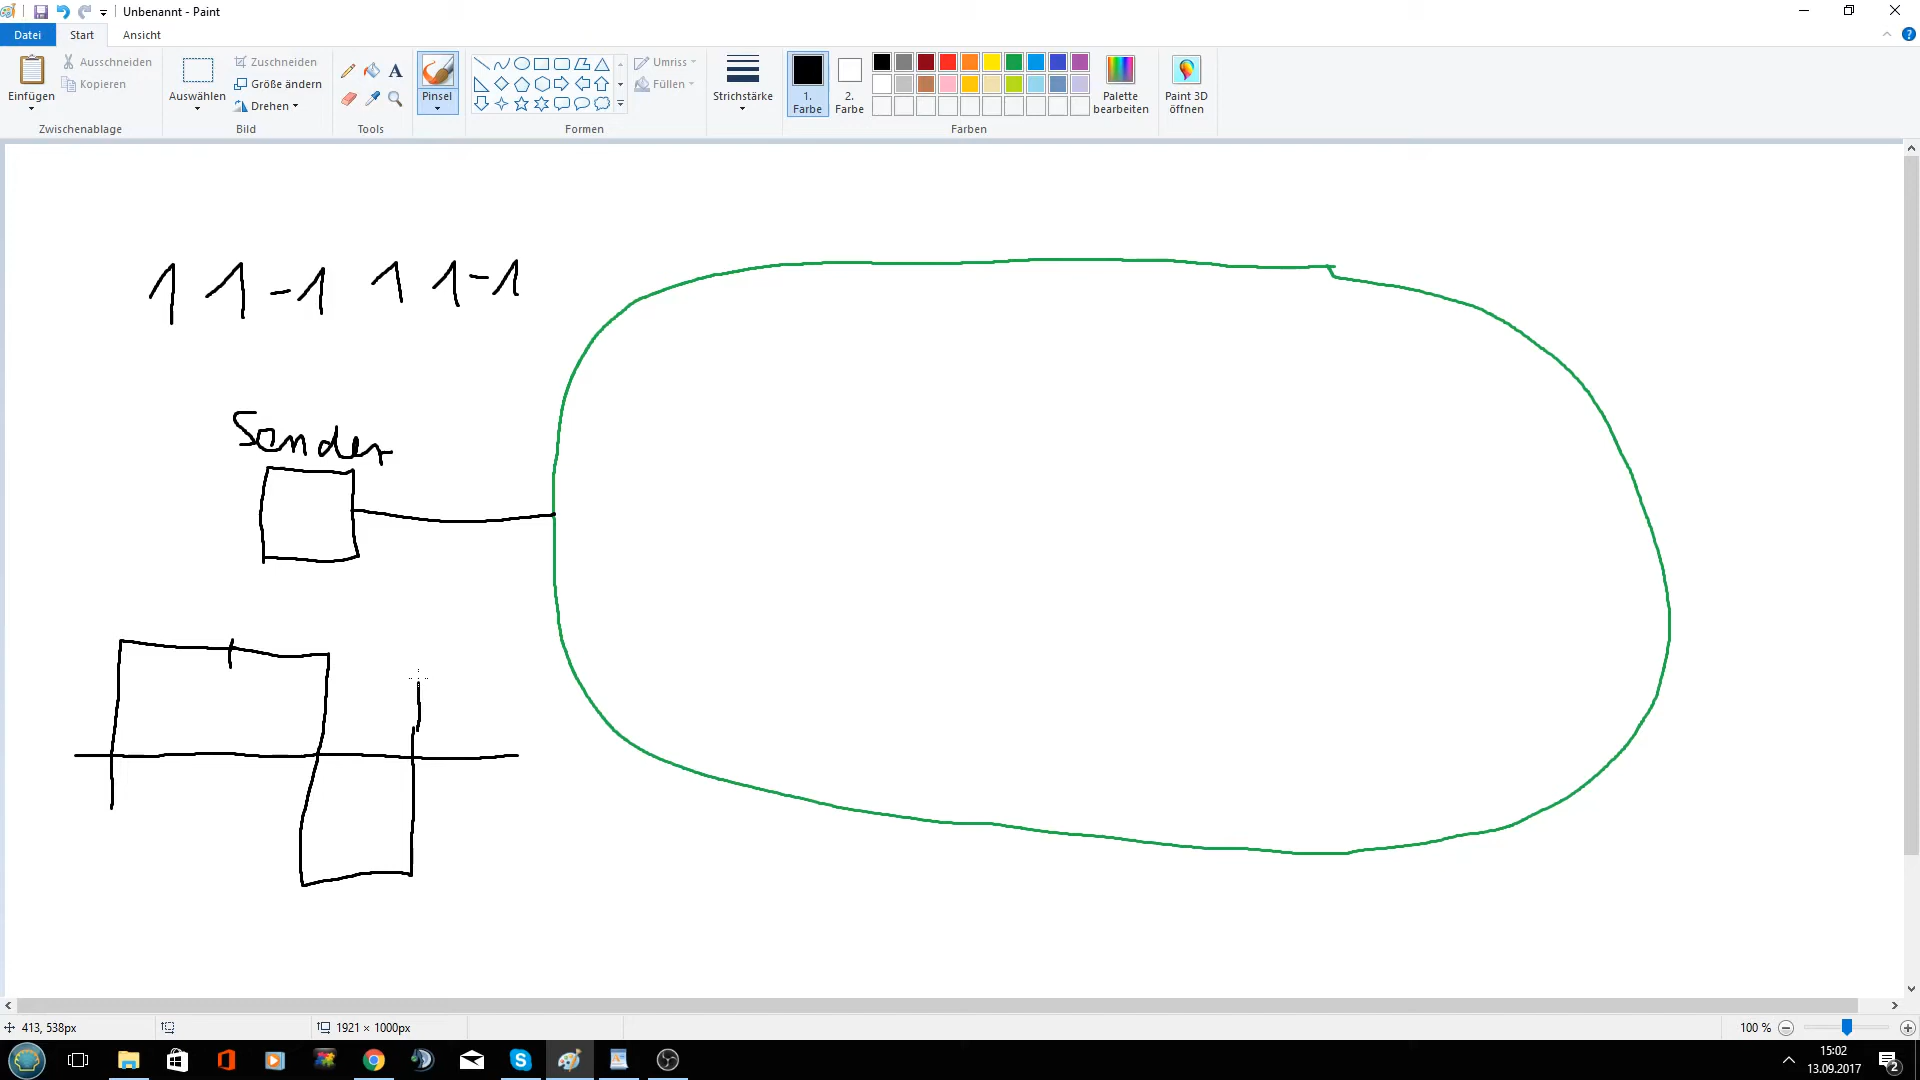 Unbenannt - Paint
Datei Start Ansicht
Einfügen
Ausschneiden
Kopieren
Zwischenablage
Auswählen
Zuschneiden
Größe ändern
Drehen
Bild
A
Tools
Pinsel
Umriss
Füllen
Formen
Strichstärke
1. Farbe
2. Farbe
Palette bearbeiten
Farben
Paint 3D öffnen
1 1 -1 1 1 -1
Sender
413, 538px
1921 × 1000px
100 %
15:02
13.09.2017
2